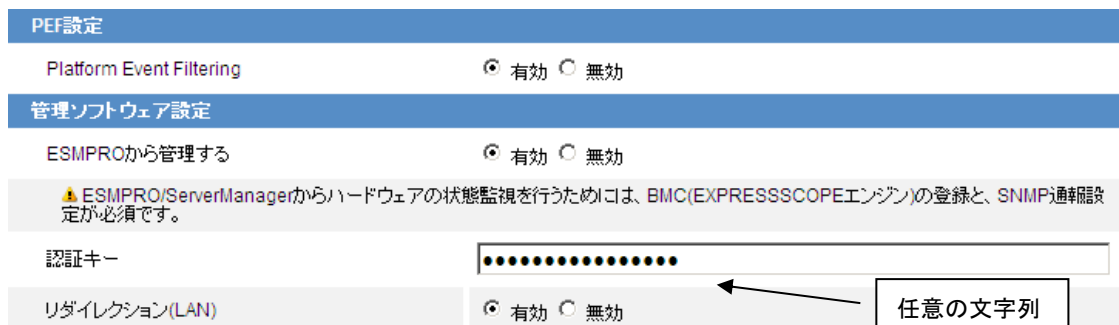 PEF設定
Platform Event Filtering 有効 無効
管理ソフトウェア設定
ESMPROから管理する 有効 無効
ESMPRO/ServerManagerからハードウェアの状態監視を行うためには、BMC(EXPRESSSCOPEエンジン)の登録と、SNMP通報設
定が必須です。
認証キー ●●●●●●●●●●●●●●●●
リダイレクション(LAN) 有効 無効
任意の文字列